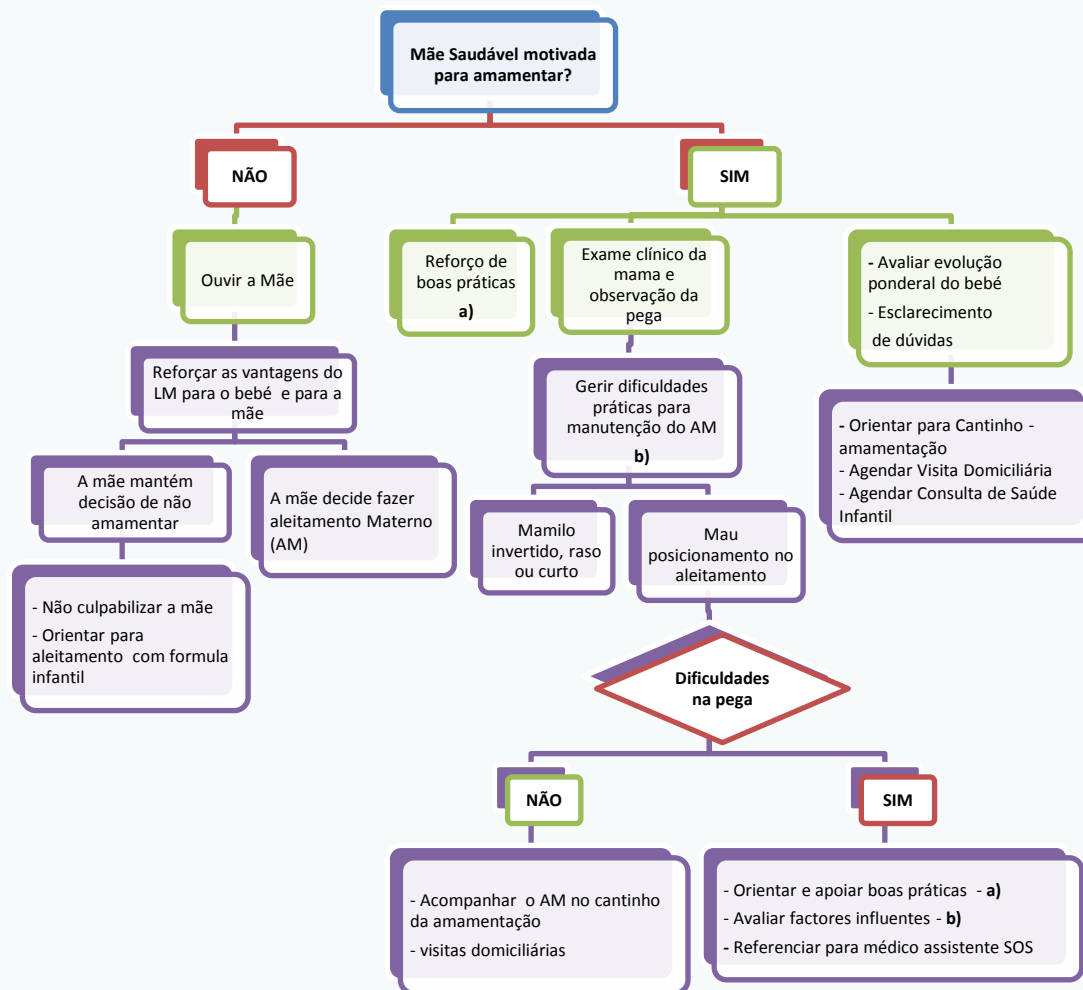 Mãe Saudável motivada
para amamentar?
NÃO
SIM
Ouvir a Mãe
Reforço de
boas práticas
a)
Exame clínico da
mama e
observação da
pega
- Avaliar evolução
ponderal do bebé
- Esclarecimento
de dúvidas
Reforçar as vantagens do
LM para o bebé e para a
mãe
Gerir dificuldades
práticas para
manutenção do AM
b)
- Orientar para Cantinho -
amamentação
- Agendar Visita Domiciliária
- Agendar Consulta de Saúde
Infantil
A mãe mantém
decisão de não
amamentar
A mãe decide fazer
aleitamento Materno
(AM)
Mamilo
invertido, raso
ou curto
Mau
posicionamento no
aleitamento
- Não culpabilizar a mãe
- Orientar para
aleitamento com formula
infantil
Dificuldades
na pega
NÃO
SIM
- Acompanhar o AM no cantinho
da amamentação
- visitas domiciliárias
- Orientar e apoiar boas práticas - a)
- Avaliar factores influentes - b)
- Referenciar para médico assistente SOS